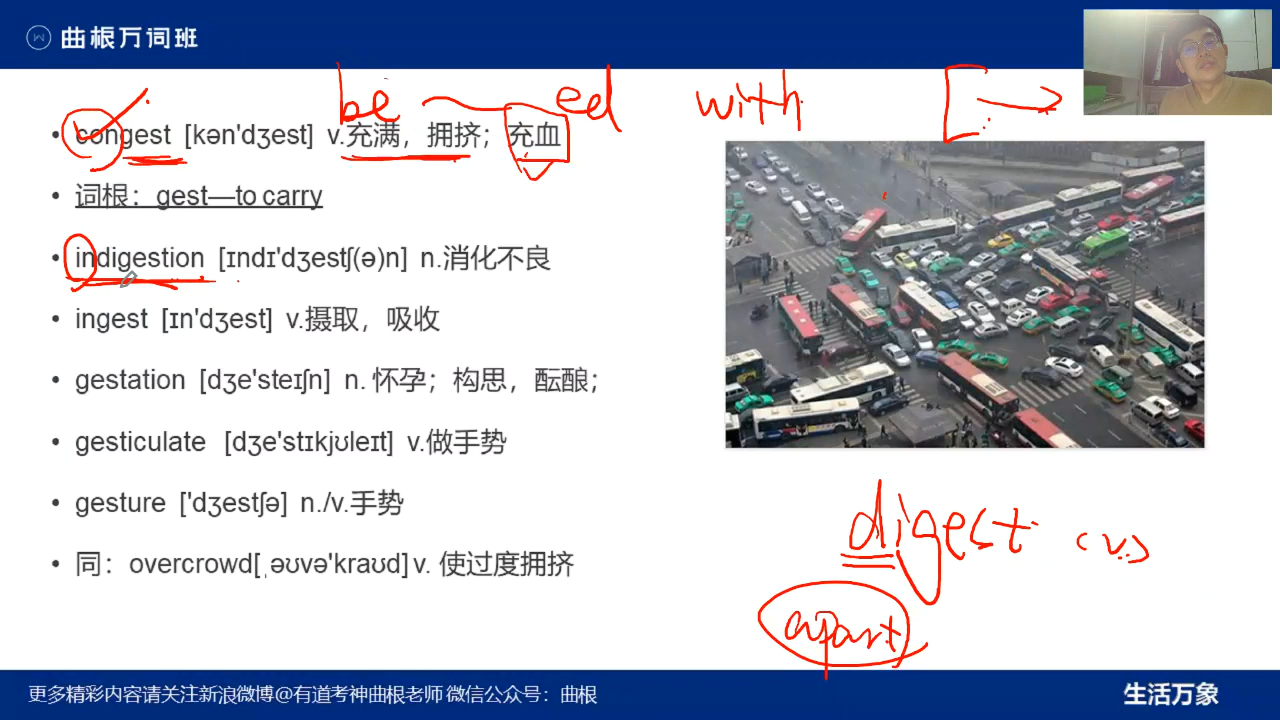 曲根万词班
be ed with
• congest [kən'dʒest] v.充满，拥挤；充血
• 词根：gest—to carry
• indigestion [ɪndɪ'dʒestʃ(ə)n] n.消化不良
• ingest [ɪn'dʒest] v.摄取，吸收
• gestation [dʒe'steɪʃn] n. 怀孕；构思，酝酿；
• gesticulate [dʒe'stɪkjʊleɪt] v.做手势
• gesture ['dʒestʃə] n./v.手势
• 同：overcrowd[ˌəʊvə'kraʊd] v. 使过度拥挤
digest (v.)
apart
更多精彩内容请关注新浪微博@有道考神曲根老师 微信公众号：曲根
生活万象